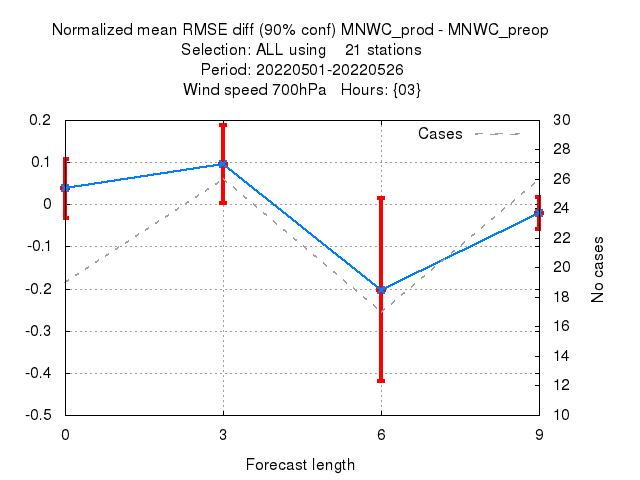 Normalized mean RMSE diff (90% conf) MNWC_prod - MNWC_preop
Selection: ALL using    21 stations
Period: 20220501-20220526
Wind speed 700hPa   Hours: {03}
Cases
0.2
0.1
0
-0.1
-0.2
-0.3
-0.4
-0.5
30
28
26
24
22
20
18
16
14
12
10
No cases
0 3 6 9
Forecast length